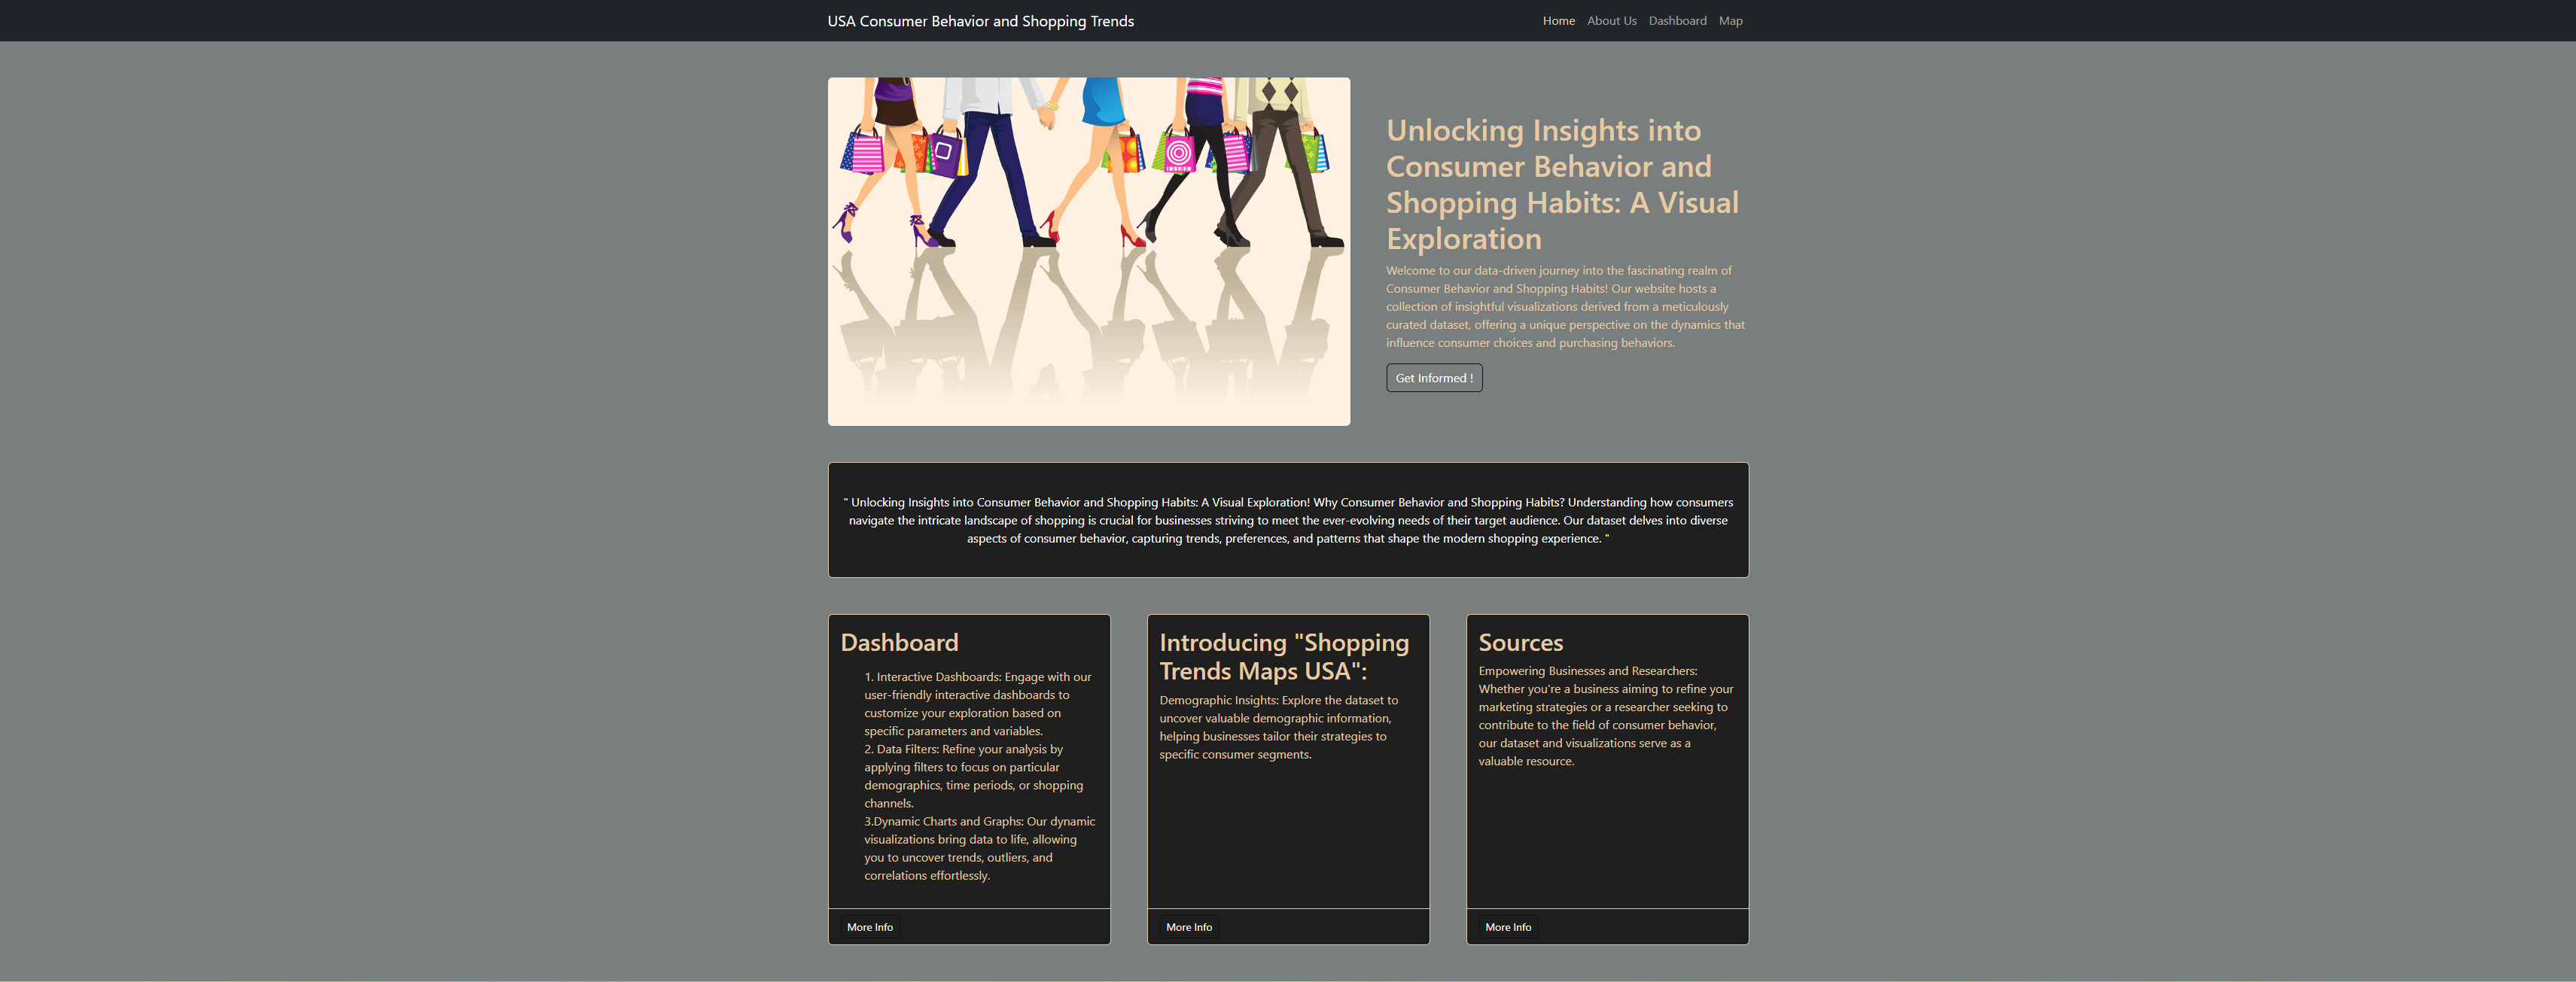 USA Consumer Behavior and Shopping Trends
Home About Us Dashboard Map
Unlocking Insights into
Consumer Behavior and
Shopping Habits: A Visual
Exploration
Welcome to our data-driven journey into the fascinating realm of
Consumer Behavior and Shopping Habits! Our website hosts a
collection of insightful visualizations derived from a meticulously
curated dataset, offering a unique perspective on the dynamics that
influence consumer choices and purchasing behaviors.
Get Informed !
" Unlocking Insights into Consumer Behavior and Shopping Habits: A Visual Exploration! Why Consumer Behavior and Shopping Habits? Understanding how consumers
navigate the intricate landscape of shopping is crucial for businesses striving to meet the ever-evolving needs of their target audience. Our dataset delves into diverse
aspects of consumer behavior, capturing trends, preferences, and patterns that shape the modern shopping experience. "
Dashboard
1. Interactive Dashboards: Engage with our
user-friendly interactive dashboards to
customize your exploration based on
specific parameters and variables.
2. Data Filters: Refine your analysis by
applying filters to focus on particular
demographics, time periods, or shopping
channels.
3.Dynamic Charts and Graphs: Our dynamic
visualizations bring data to life, allowing
you to uncover trends, outliers, and
correlations effortlessly.
More Info
Introducing "Shopping
Trends Maps USA":
Demographic Insights: Explore the dataset to
uncover valuable demographic information,
helping businesses tailor their strategies to
specific consumer segments.
More Info
Sources
Empowering Businesses and Researchers:
Whether you're a business aiming to refine your
marketing strategies or a researcher seeking to
contribute to the field of consumer behavior,
our dataset and visualizations serve as a
valuable resource.
More Info